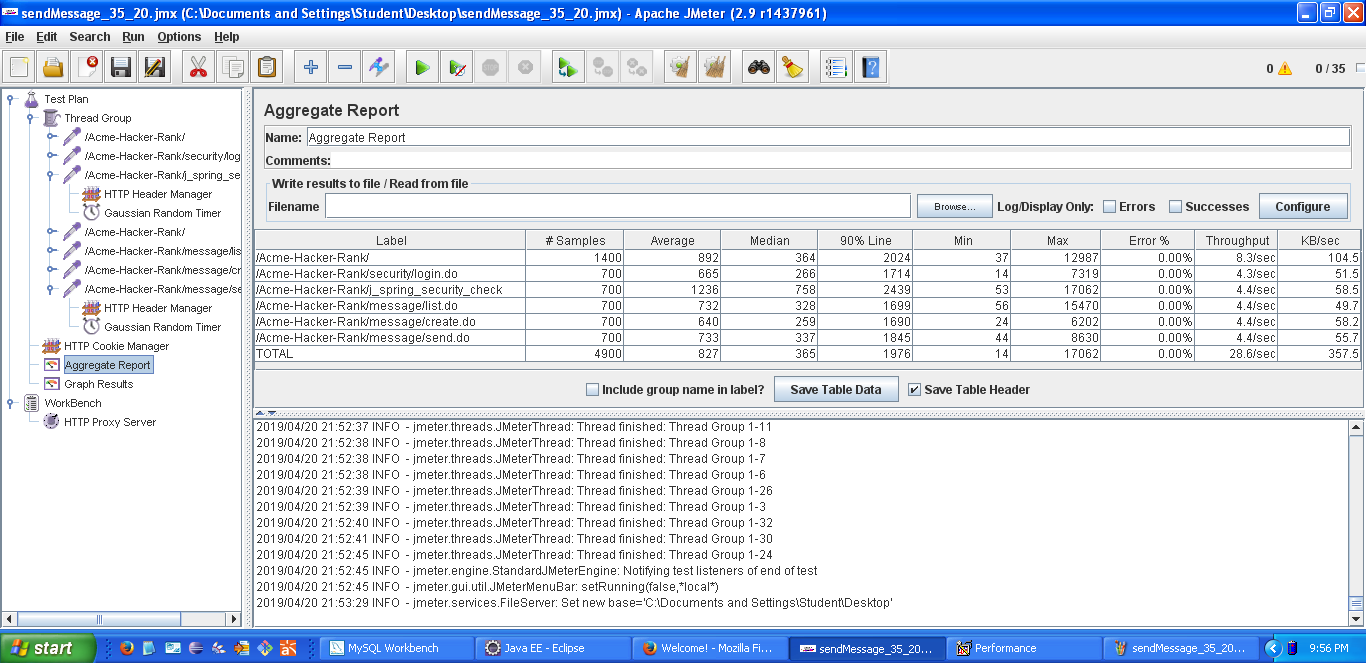 sendMessage_35_20.jmx (C:\Documents and Settings\Student\Desktop\sendMessage_35_20.jmx) - Apache JMeter (2.9 r1437961)
File Edit Search Run Options Help
0 0 / 35
Test Plan
Thread Group
/Acme-Hacker-Rank/
/Acme-Hacker-Rank/security/log
/Acme-Hacker-Rank/j_spring_se
HTTP Header Manager
Gaussian Random Timer
/Acme-Hacker-Rank/
/Acme-Hacker-Rank/message/lis
/Acme-Hacker-Rank/message/cr
/Acme-Hacker-Rank/message/se
HTTP Header Manager
Gaussian Random Timer
HTTP Cookie Manager
Aggregate Report
Graph Results
WorkBench
HTTP Proxy Server
Aggregate Report
Name: Aggregate Report
Comments:
Write results to file / Read from file
Filename Browse... Log/Display Only: Errors Successes Configure
Label # Samples Average Median 90% Line Min Max Error % Throughput KB/sec
/Acme-Hacker-Rank/ 1400 892 364 2024 37 12987 0.00% 8.3/sec 104.5
/Acme-Hacker-Rank/security/login.do 700 665 266 1714 14 7319 0.00% 4.3/sec 51.5
/Acme-Hacker-Rank/j_spring_security_check 700 1236 758 2439 53 17062 0.00% 4.4/sec 58.5
/Acme-Hacker-Rank/message/list.do 700 732 328 1699 56 15470 0.00% 4.4/sec 49.7
/Acme-Hacker-Rank/message/create.do 700 640 259 1690 24 6202 0.00% 4.4/sec 58.2
/Acme-Hacker-Rank/message/send.do 700 733 337 1845 44 8630 0.00% 4.4/sec 55.7
TOTAL 4900 827 365 1976 14 17062 0.00% 28.6/sec 357.5
Include group name in label? Save Table Data Save Table Header
2019/04/20 21:52:37 INFO - jmeter.threads.JMeterThread: Thread finished: Thread Group 1-11
2019/04/20 21:52:38 INFO - jmeter.threads.JMeterThread: Thread finished: Thread Group 1-8
2019/04/20 21:52:38 INFO - jmeter.threads.JMeterThread: Thread finished: Thread Group 1-7
2019/04/20 21:52:38 INFO - jmeter.threads.JMeterThread: Thread finished: Thread Group 1-6
2019/04/20 21:52:39 INFO - jmeter.threads.JMeterThread: Thread finished: Thread Group 1-26
2019/04/20 21:52:39 INFO - jmeter.threads.JMeterThread: Thread finished: Thread Group 1-3
2019/04/20 21:52:40 INFO - jmeter.threads.JMeterThread: Thread finished: Thread Group 1-32
2019/04/20 21:52:41 INFO - jmeter.threads.JMeterThread: Thread finished: Thread Group 1-30
2019/04/20 21:52:45 INFO - jmeter.threads.JMeterThread: Thread finished: Thread Group 1-24
2019/04/20 21:52:45 INFO - jmeter.engine.StandardJMeterEngine: Notifying test listeners of end of test
2019/04/20 21:52:45 INFO - jmeter.gui.util.JMeterMenuBar: setRunning(false,*local*)
2019/04/20 21:53:29 INFO - jmeter.services.FileServer: Set new base='C:\Documents and Settings\Student\Desktop'
start MySQL Workbench Java EE - Eclipse Welcome! - Mozilla Fi... sendMessage_35_20... Performance sendMessage_35_20... 9:56 PM